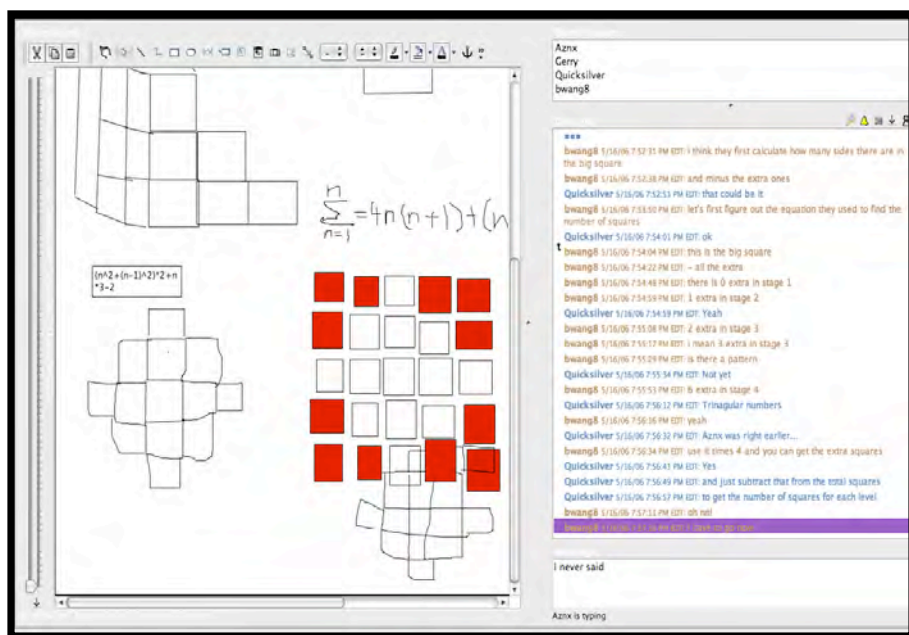 Aznx
Gerry
Quicksilver
bwang8
n
Σ =4n(n+1)+(n
n=1
(n^2+(n-1)^2)*2+n
*3-2
t
***
bwang8 5/16/06 7:52:31 PM EDT: i think they first calculate how many sides there are in
the big square
bwang8 5/16/06 7:52:38 PM EDT: and minus the extra ones
Quicksilver 5/16/06 7:52:51 PM EDT: that could be it
bwang8 5/16/06 7:53:50 PM EDT: let's first figure out the equation they used to find the
number of squares
Quicksilver 5/16/06 7:54:01 PM EDT: ok
bwang8 5/16/06 7:54:04 PM EDT: this is the big square
bwang8 5/16/06 7:54:22 PM EDT: - all the extra
bwang8 5/16/06 7:54:48 PM EDT: there is 0 extra in stage 1
bwang8 5/16/06 7:54:59 PM EDT: 1 extra in stage 2
Quicksilver 5/16/06 7:54:59 PM EDT: Yeah
bwang8 5/16/06 7:55:08 PM EDT: 2 extra in stage 3
bwang8 5/16/06 7:55:17 PM EDT: i mean 3 extra in stage 3
bwang8 5/16/06 7:55:29 PM EDT: is there a pattern
Quicksilver 5/16/06 7:55:34 PM EDT: Not yet
bwang8 5/16/06 7:55:53 PM EDT: 6 extra in stage 4
Quicksilver 5/16/06 7:56:12 PM EDT: Trinagular numbers
bwang8 5/16/06 7:56:16 PM EDT: yeah
Quicksilver 5/16/06 7:56:32 PM EDT: Aznx was right earlier...
bwang8 5/16/06 7:56:34 PM EDT: use it times 4 and you can get the extra squares
Quicksilver 5/16/06 7:56:41 PM EDT: Yes
Quicksilver 5/16/06 7:56:49 PM EDT: and just subtract that from the total squares
Quicksilver 5/16/06 7:56:57 PM EDT: to get the number of squares for each level
bwang8 5/16/06 7:57:11 PM EDT: oh no!
bwang8 PM EDT: i have to go now
I never said
Aznx is typing